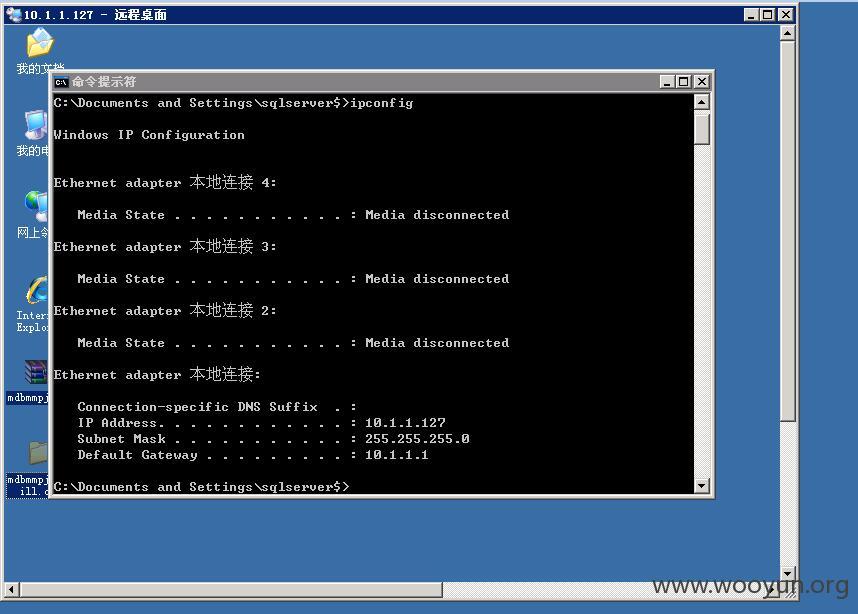 10.1.1.127 - 远程桌面
我的文档
命令提示符
C:\Documents and Settings\sqlserver$>ipconfig
Windows IP Configuration
我的电
Ethernet adapter 本地连接 4:
Media State . . . . . . . . . . . : Media disconnected
网上
Ethernet adapter 本地连接 3:
Media State . . . . . . . . . . . : Media disconnected
Ethernet adapter 本地连接 2:
Inter
Explo
Media State . . . . . . . . . . . : Media disconnected
Ethernet adapter 本地连接:
mdbmmpj
Connection-specific DNS Suffix  . :
IP Address. . . . . . . . . . . . : 10.1.1.127
Subnet Mask . . . . . . . . . . . : 255.255.255.0
Default Gateway . . . . . . . . . : 10.1.1.1
mdbmmpj
ill.
C:\Documents and Settings\sqlserver$>
www.wooyun.org